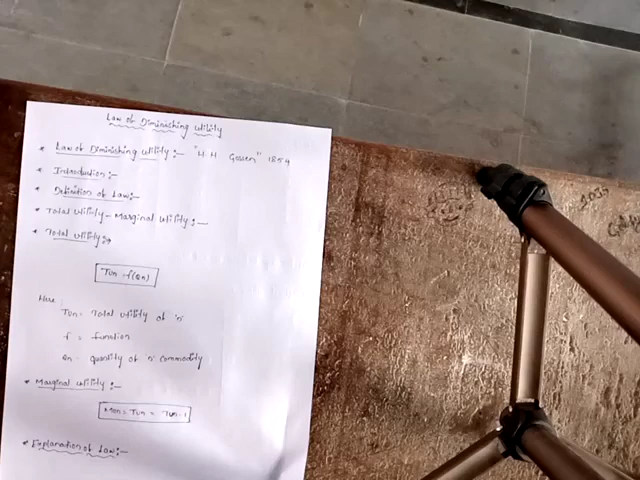 Law of Diminishing utility
* Law of Diminishing utility:- "H.H Gossen" 1854
* Introduction:-
* Definition of Law:-
* Total utility - Marginal utility:-
* Total utility:-
Tun = f(Qn)
Here,
Tun = Total utility of 'n'
f = function
Qn = quantity of 'n' commodity
* Marginal utility:-
Mun = Tun = Tun-1
* Explanation of Law:-